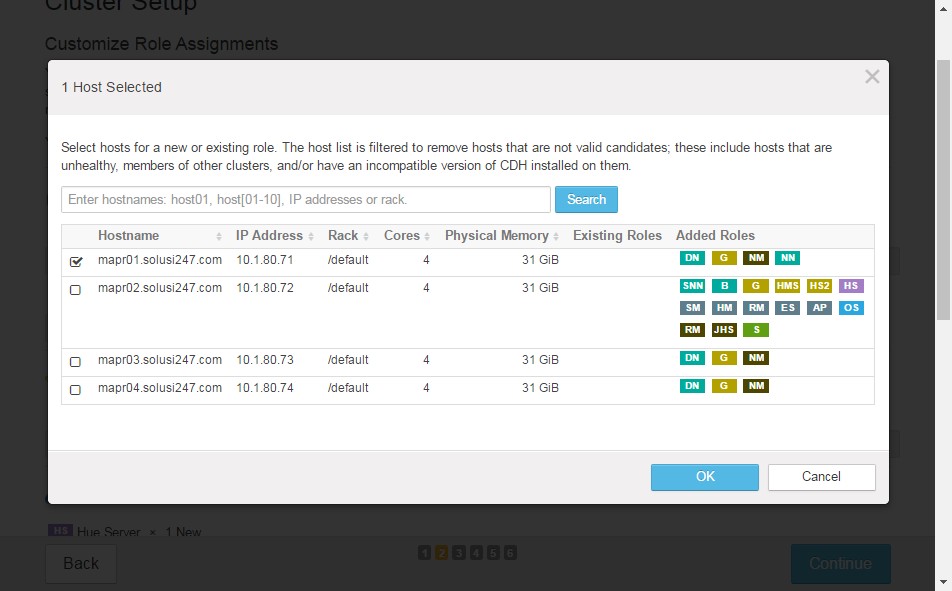 Cluster Setup
Customize Role Assignments
1 Host Selected
×
Select hosts for a new or existing role. The host list is filtered to remove hosts that are not valid candidates; these include hosts that are
unhealthy, members of other clusters, and/or have an incompatible version of CDH installed on them.
Enter hostnames: host01, host[01-10], IP addresses or rack. Search
Hostname IP Address Rack Cores Physical Memory Existing Roles Added Roles
mapr01.solusi247.com 10.1.80.71 /default 4 31 GiB DN G NM NN
mapr02.solusi247.com 10.1.80.72 /default 4 31 GiB SNN B G HMS HS2 HS
SM HM RM ES AP OS
RM JHS S
mapr03.solusi247.com 10.1.80.73 /default 4 31 GiB DN G NM
mapr04.solusi247.com 10.1.80.74 /default 4 31 GiB DN G NM
OK Cancel
HS Hue Server × 1 New
Back 1 2 3 4 5 6 Continue